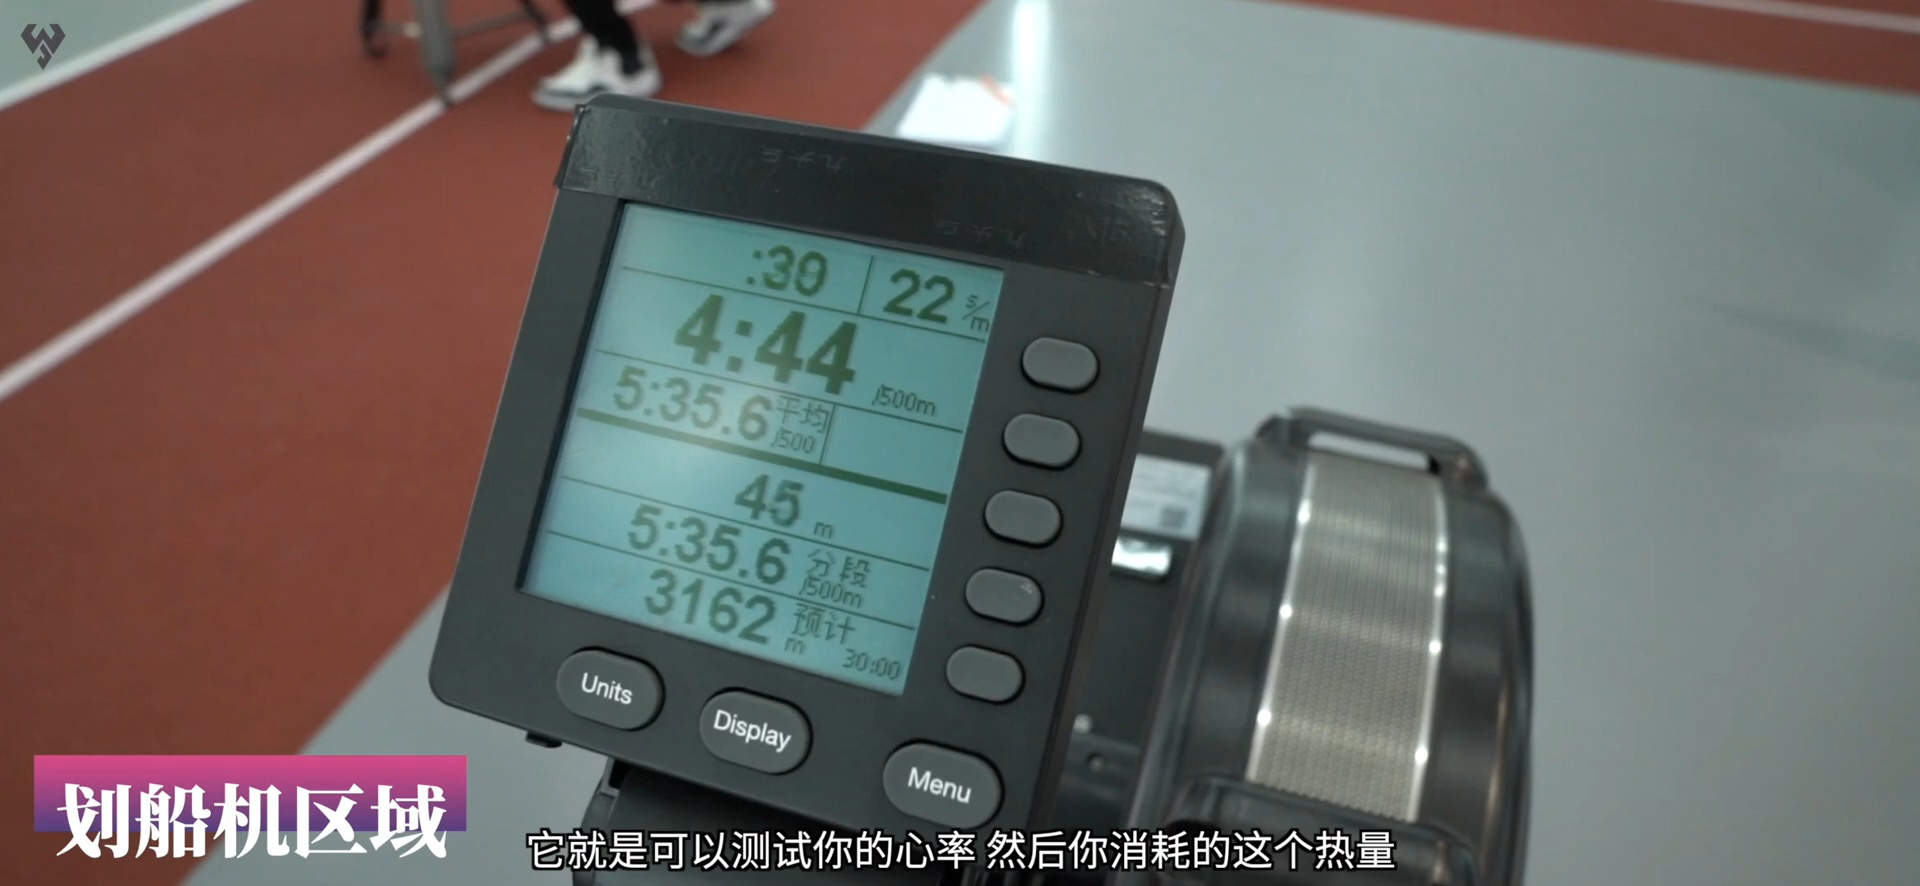 :30 22 s/m
4:44 /500m
5:35.6 平均 /500
45 m
5:35.6 分段 /500m
3162 m 预计 30:00
Units
Display
Menu
划船机区域
它就是可以测试你的心率 然后你消耗的这个热量